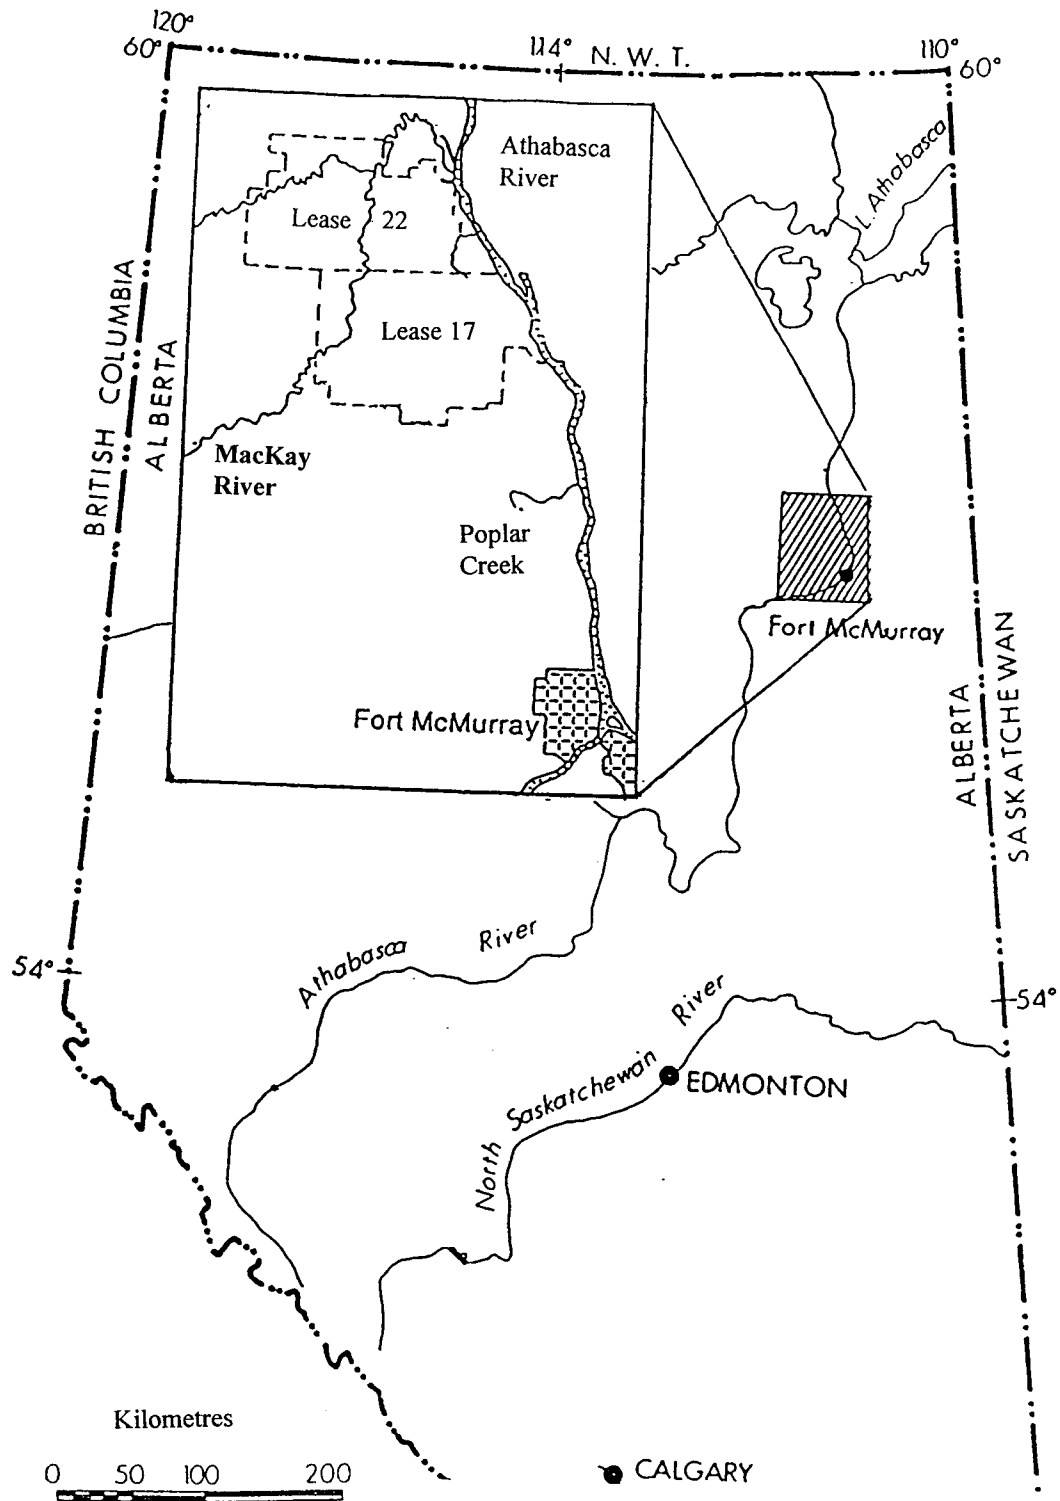 120°
60°
114°
N. W. T.
110°
60°
Athabasca
River
L. Athabasca
Lease 22
Lease 17
BRITISH COLUMBIA
ALBERTA
MacKay
River
Poplar
Creek
Fort McMurray
Fort McMurray
ALBERTA
SASKATCHEWAN
Athabasca River
54°
54°
North Saskatchewan River
EDMONTON
Kilometres
0 50 100 200
CALGARY